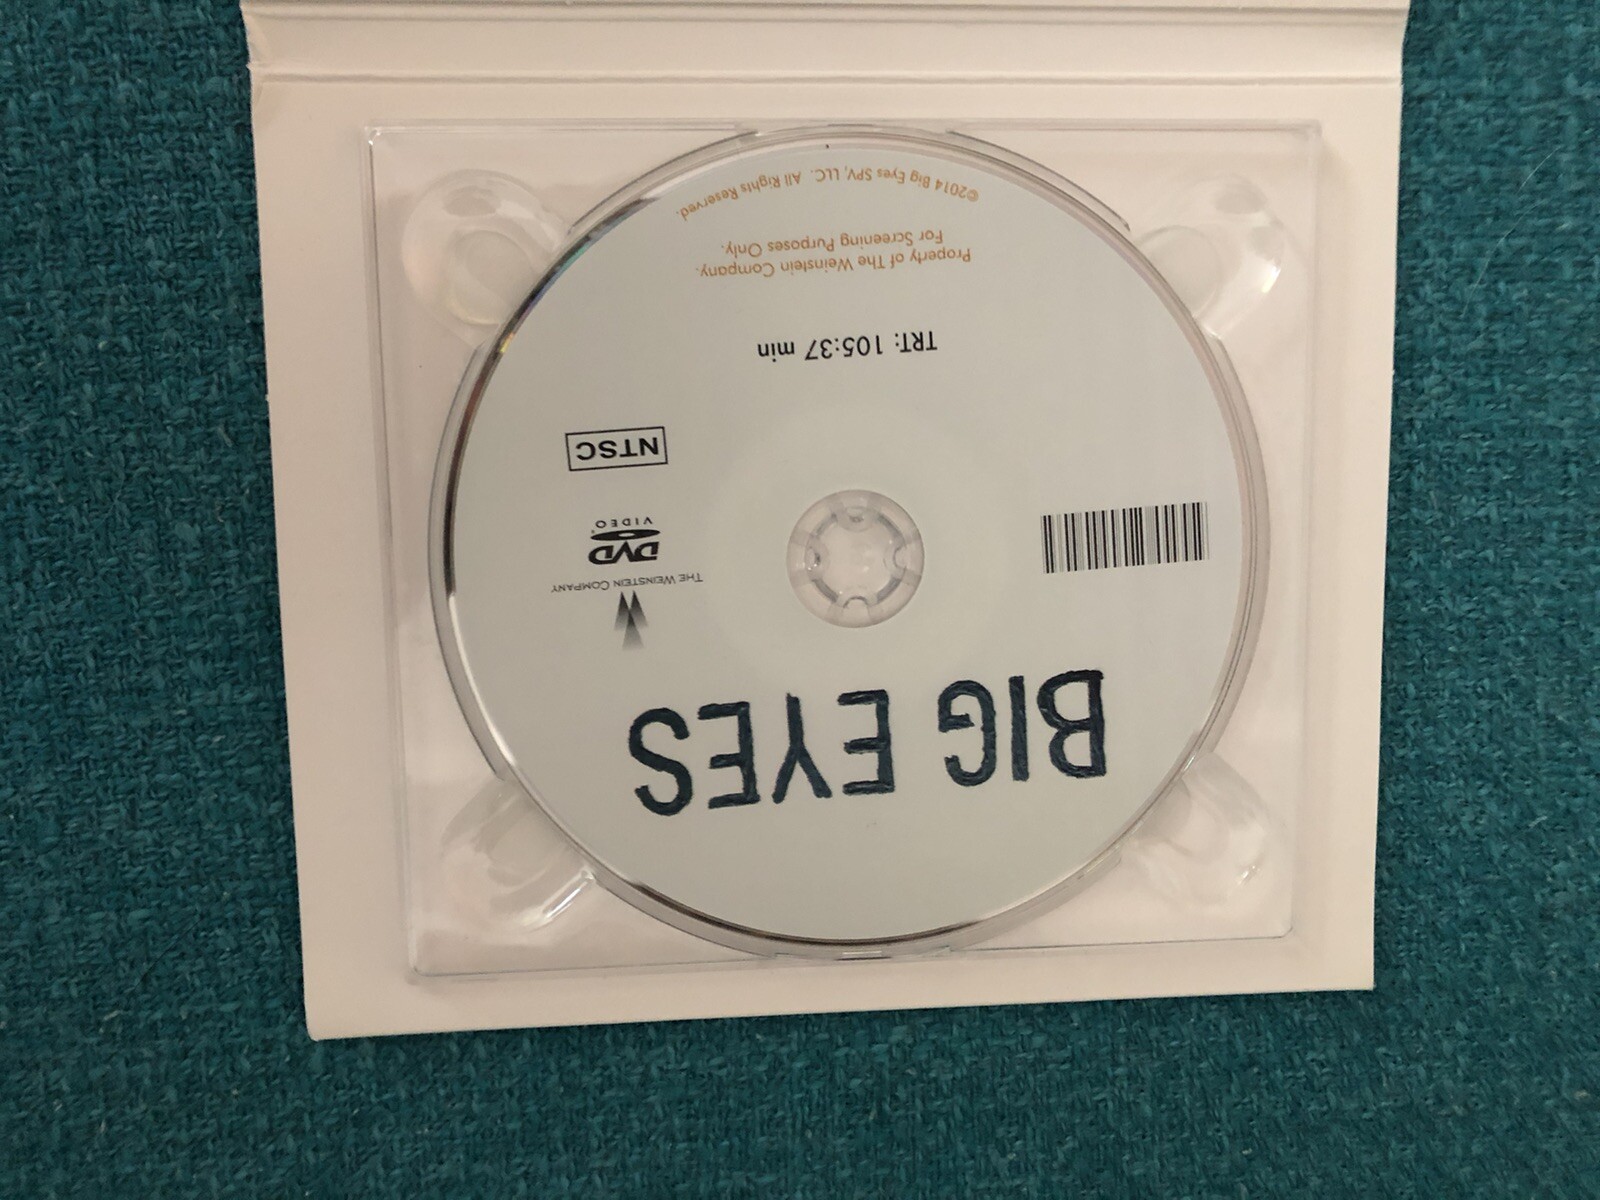 BIG EYES
THE WEINSTEIN COMPANY
DVD
VIDEO
NTSC
TRT: 105:37 min
Property of The Weinstein Company.
For Screening Purposes Only.
©2014 Big Eyes SPV, LLC. All Rights Reserved.